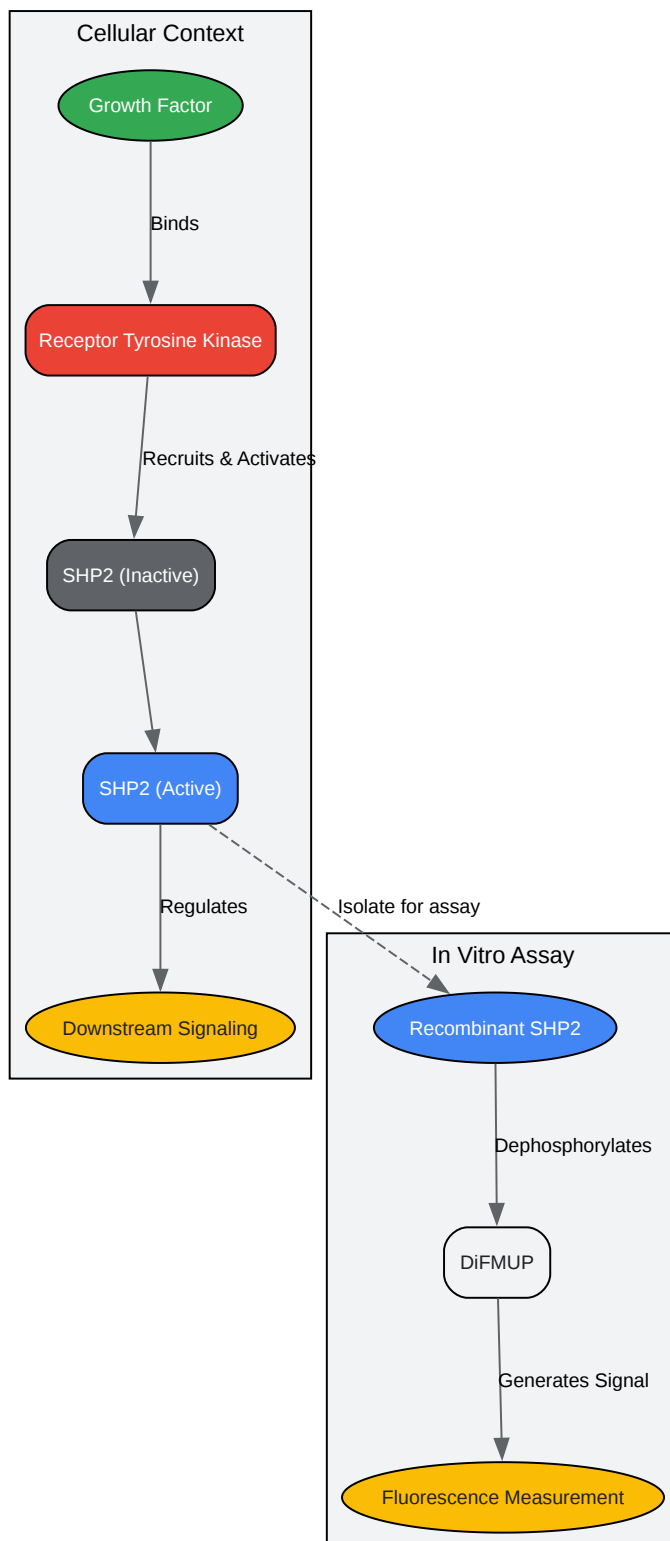 Cellular Context
Growth Factor
Binds
Receptor Tyrosine Kinase
Recruits & Activates
SHP2 (Inactive)
SHP2 (Active)
Regulates
Isolate for assay
Downstream Signaling
In Vitro Assay
Recombinant SHP2
Dephosphorylates
DiFMUP
Generates Signal
Fluorescence Measurement